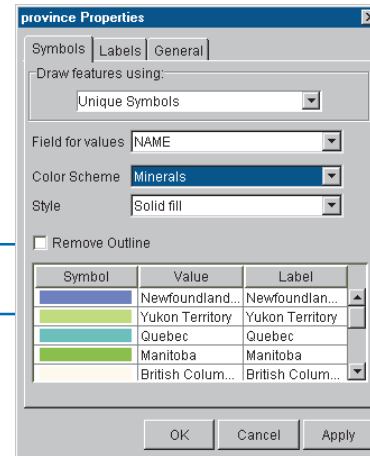 province Properties
Symbols Labels General
Draw features using:
Unique Symbols
Field for values NAME
Color Scheme Minerals
Style Solid fill
Remove Outline
Symbol Value Label
Newfoundland... Newfoundlan...
Yukon Territory Yukon Territory
Quebec Quebec
Manitoba Manitoba
British Colum... British Colum...
OK Cancel Apply